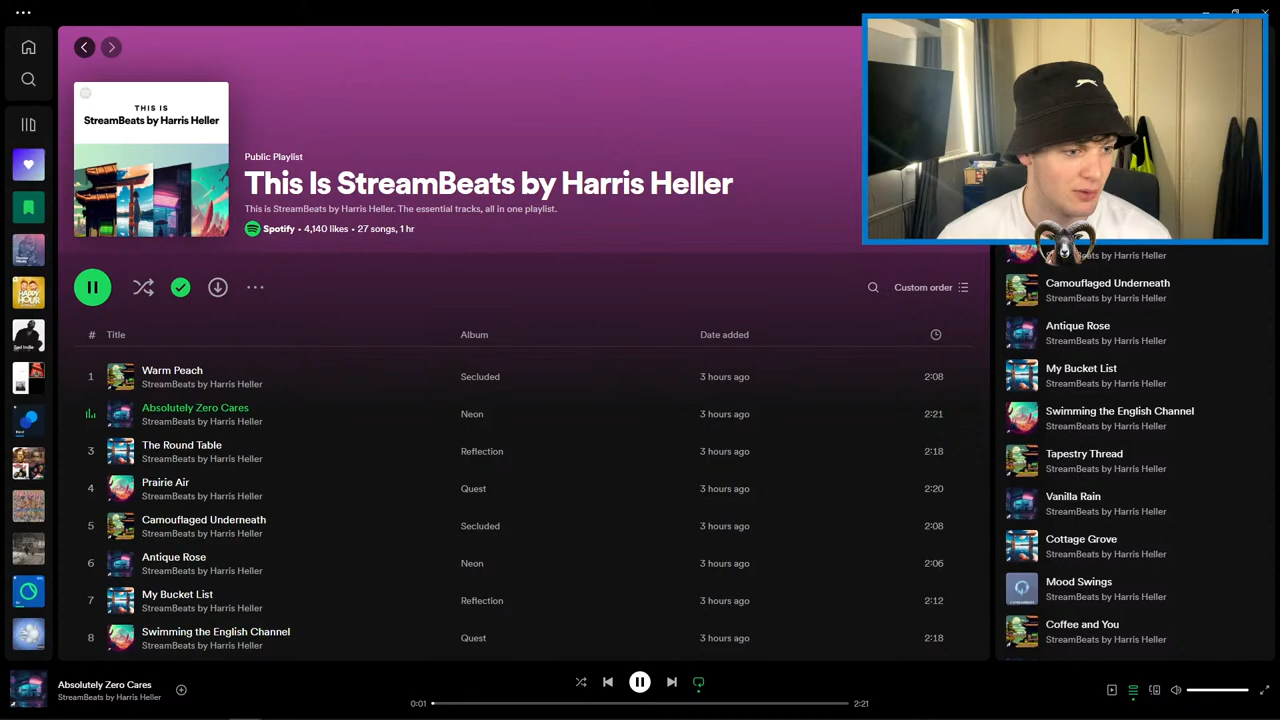 THIS IS
StreamBeats by Harris Heller
Public Playlist
This Is StreamBeats by Harris Heller
This is StreamBeats by Harris Heller. The essential tracks, all in one playlist.
Spotify • 4,140 likes • 27 songs, 1 hr
Custom order
# Title Album Date added
1 Warm Peach Secluded 3 hours ago 2:08
StreamBeats by Harris Heller
Absolutely Zero Cares Neon 3 hours ago 2:21
StreamBeats by Harris Heller
3 The Round Table Reflection 3 hours ago 2:18
StreamBeats by Harris Heller
4 Prairie Air Quest 3 hours ago 2:20
StreamBeats by Harris Heller
5 Camouflaged Underneath Secluded 3 hours ago 2:08
StreamBeats by Harris Heller
6 Antique Rose Neon 3 hours ago 2:06
StreamBeats by Harris Heller
7 My Bucket List Reflection 3 hours ago 2:12
StreamBeats by Harris Heller
8 Swimming the English Channel Quest 3 hours ago 2:18
StreamBeats by Harris Heller
by Harris Heller
Camouflaged Underneath
StreamBeats by Harris Heller
Antique Rose
StreamBeats by Harris Heller
My Bucket List
StreamBeats by Harris Heller
Swimming the English Channel
StreamBeats by Harris Heller
Tapestry Thread
StreamBeats by Harris Heller
Vanilla Rain
StreamBeats by Harris Heller
Cottage Grove
StreamBeats by Harris Heller
Mood Swings
StreamBeats by Harris Heller
Coffee and You
StreamBeats by Harris Heller
Absolutely Zero Cares
StreamBeats by Harris Heller
0:01 2:21